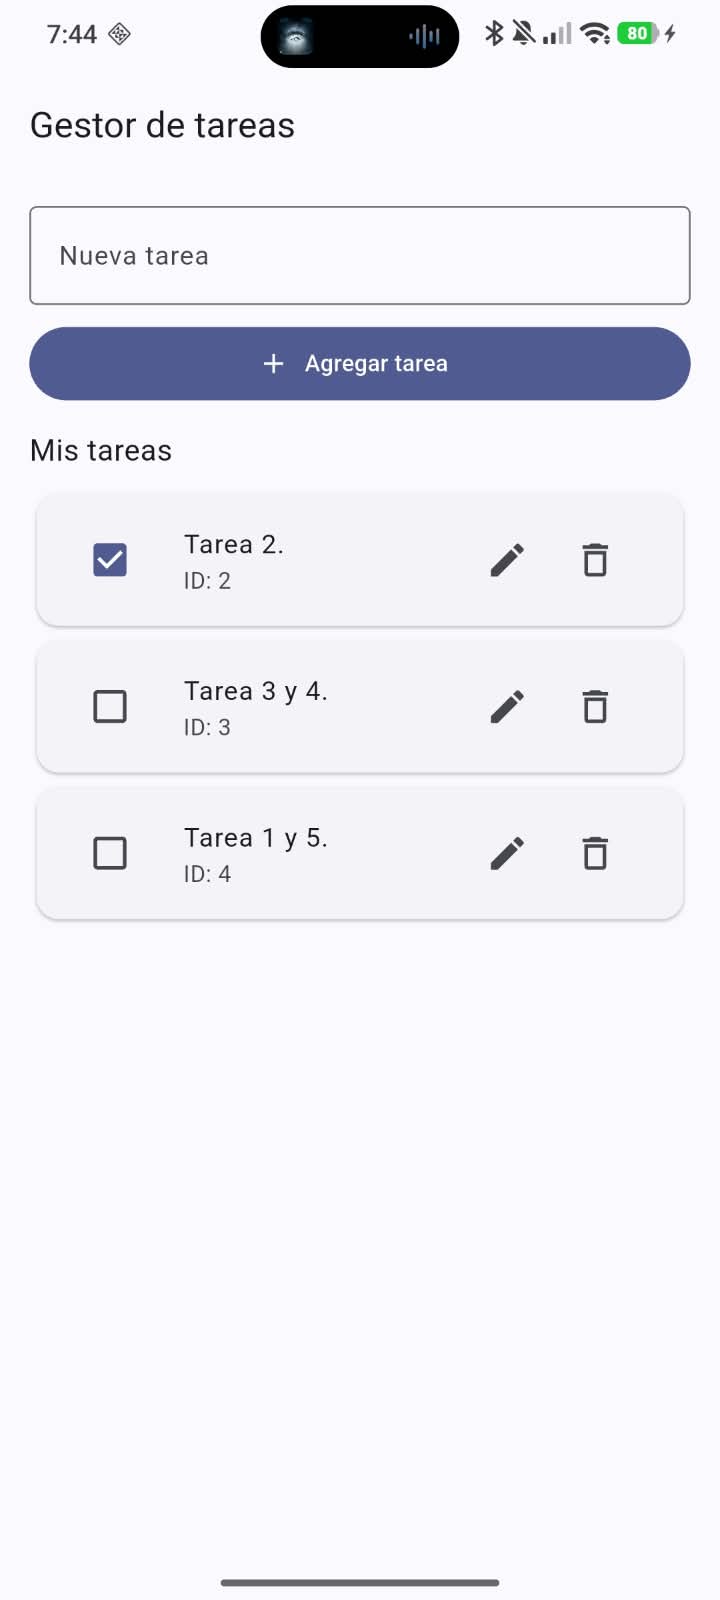 7:44
80
Gestor de tareas
Nueva tarea
Agregar tarea
Mis tareas
Tarea 2.
ID: 2
Tarea 3 y 4.
ID: 3
Tarea 1 y 5.
ID: 4